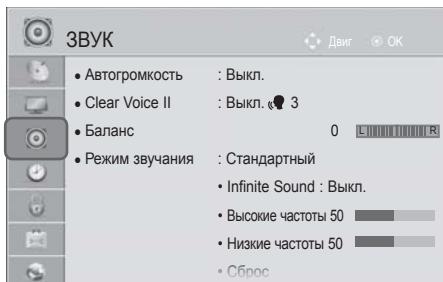 ЗВУК Двиг OK
• Автогромкость : Выкл.
• Clear Voice II : Выкл. 3
• Баланс 0 L R
• Режим звучания : Стандартный
• Infinite Sound : Выкл.
• Высокие частоты 50
• Низкие частоты 50
• Сброс